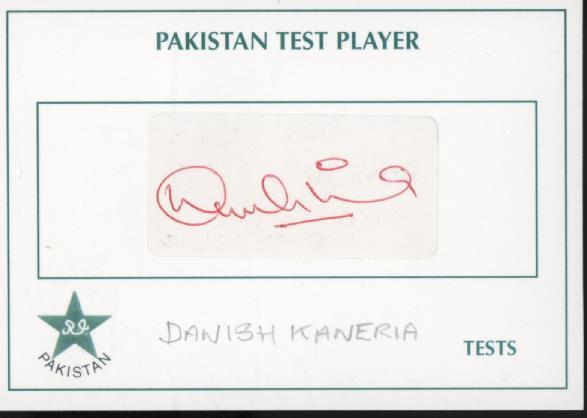 PAKISTAN TEST PLAYER
DANISH KANERIA
TESTS
PAKISTAN